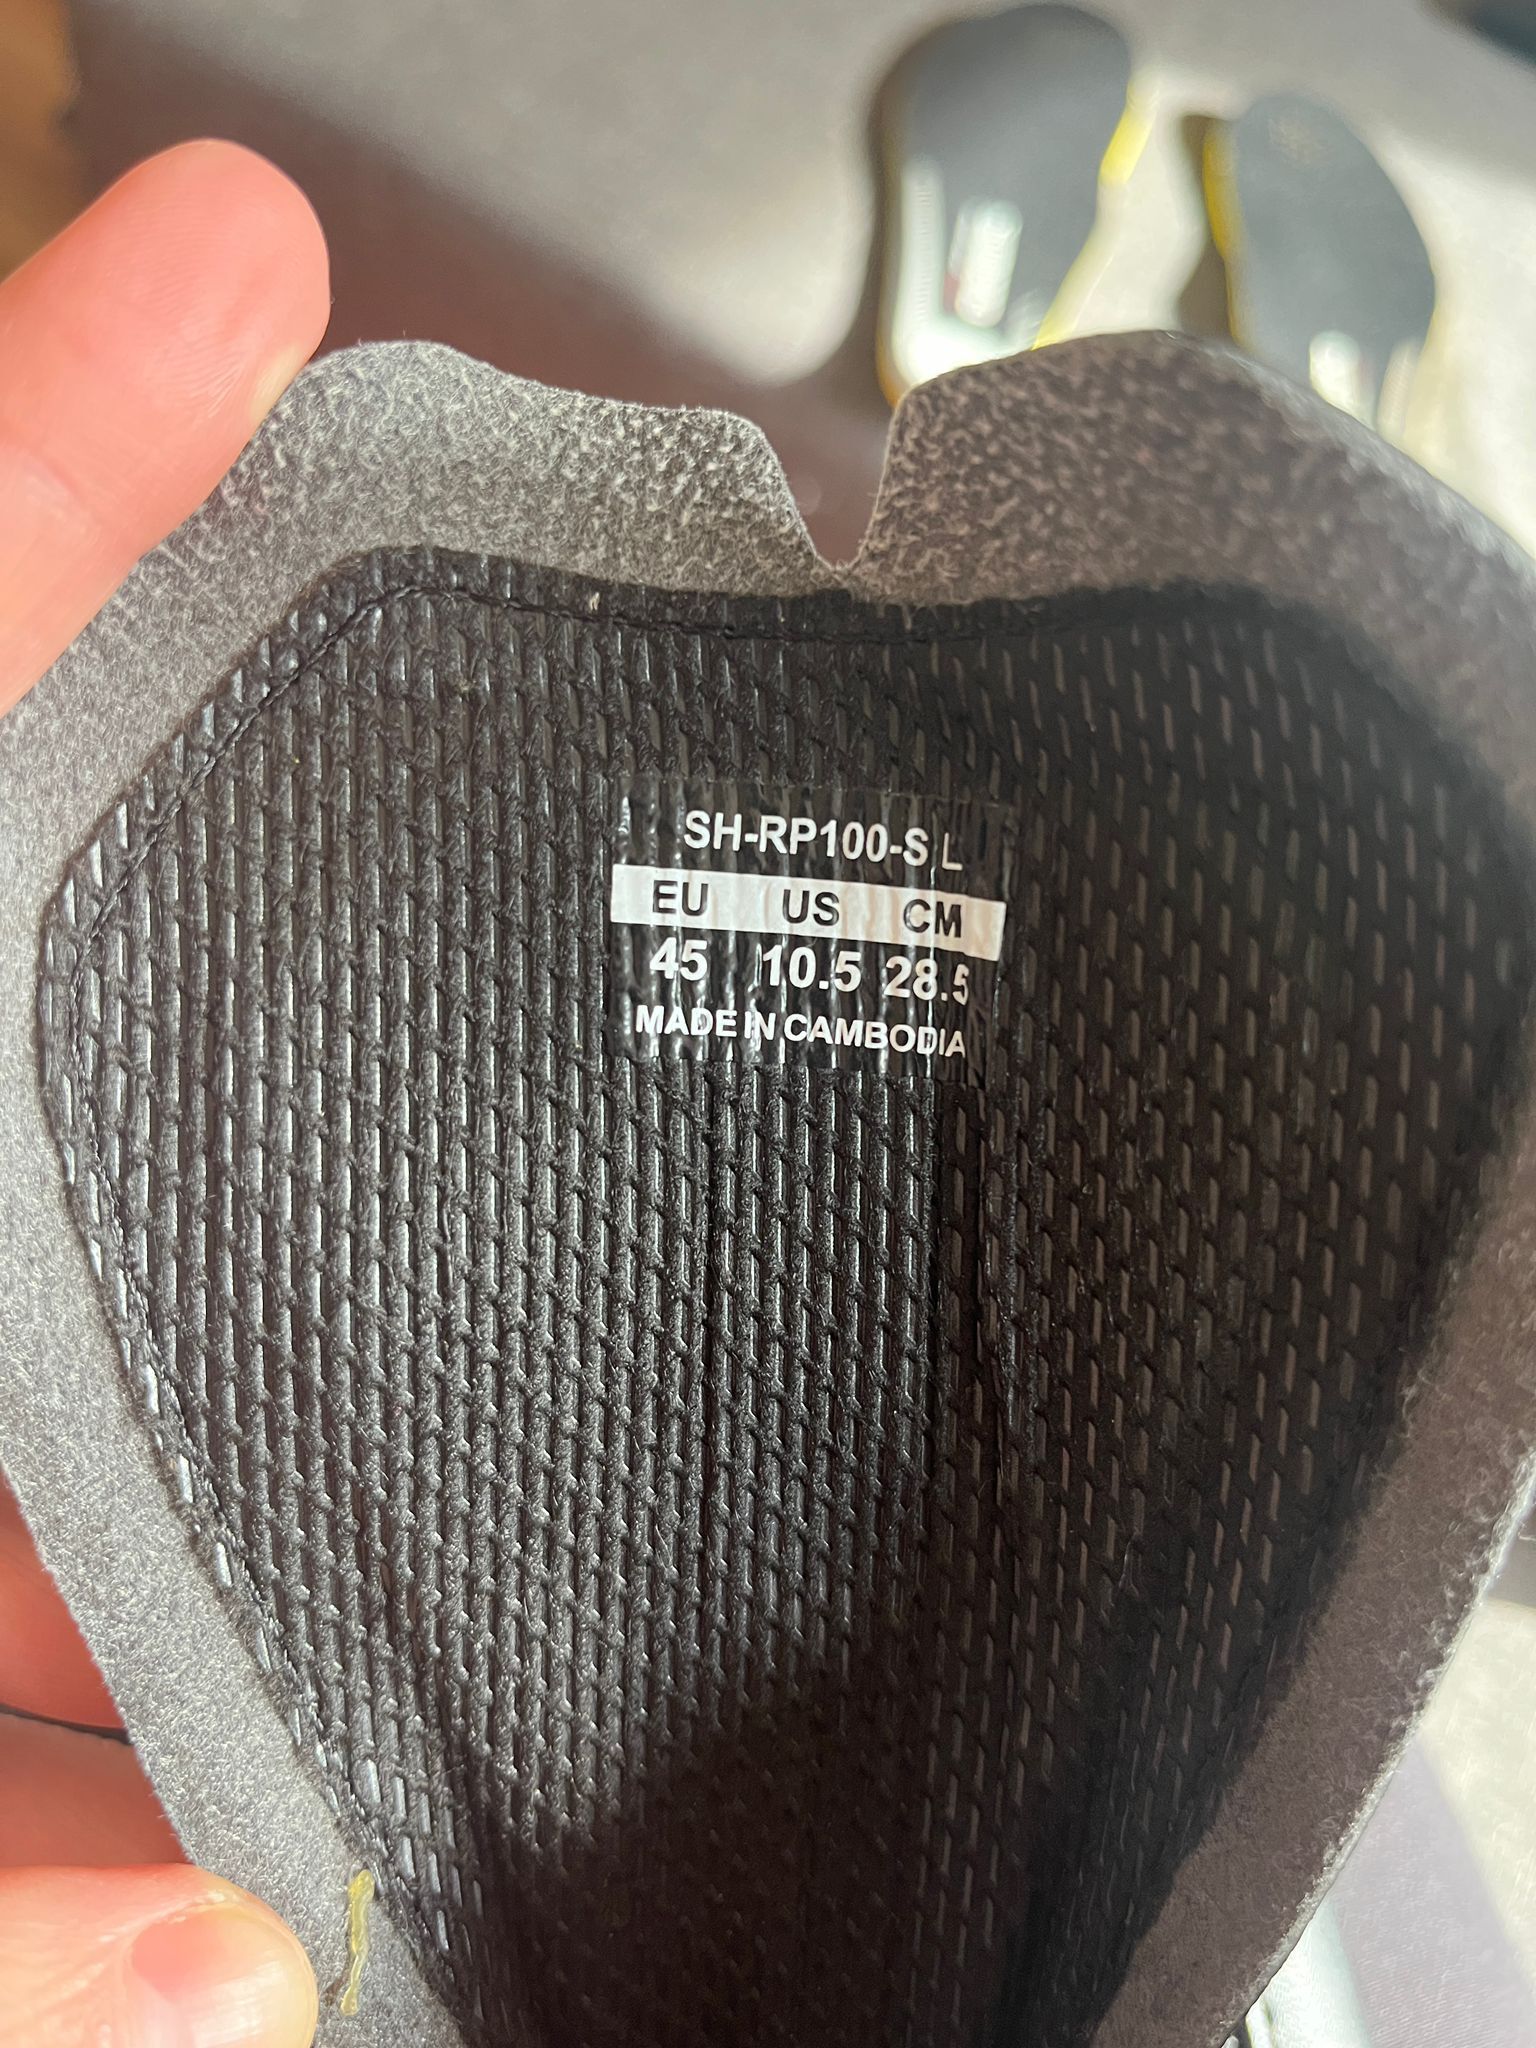 SH-RP100-S L
EU US CM
45 10.5 28.5
MADE IN CAMBODIA